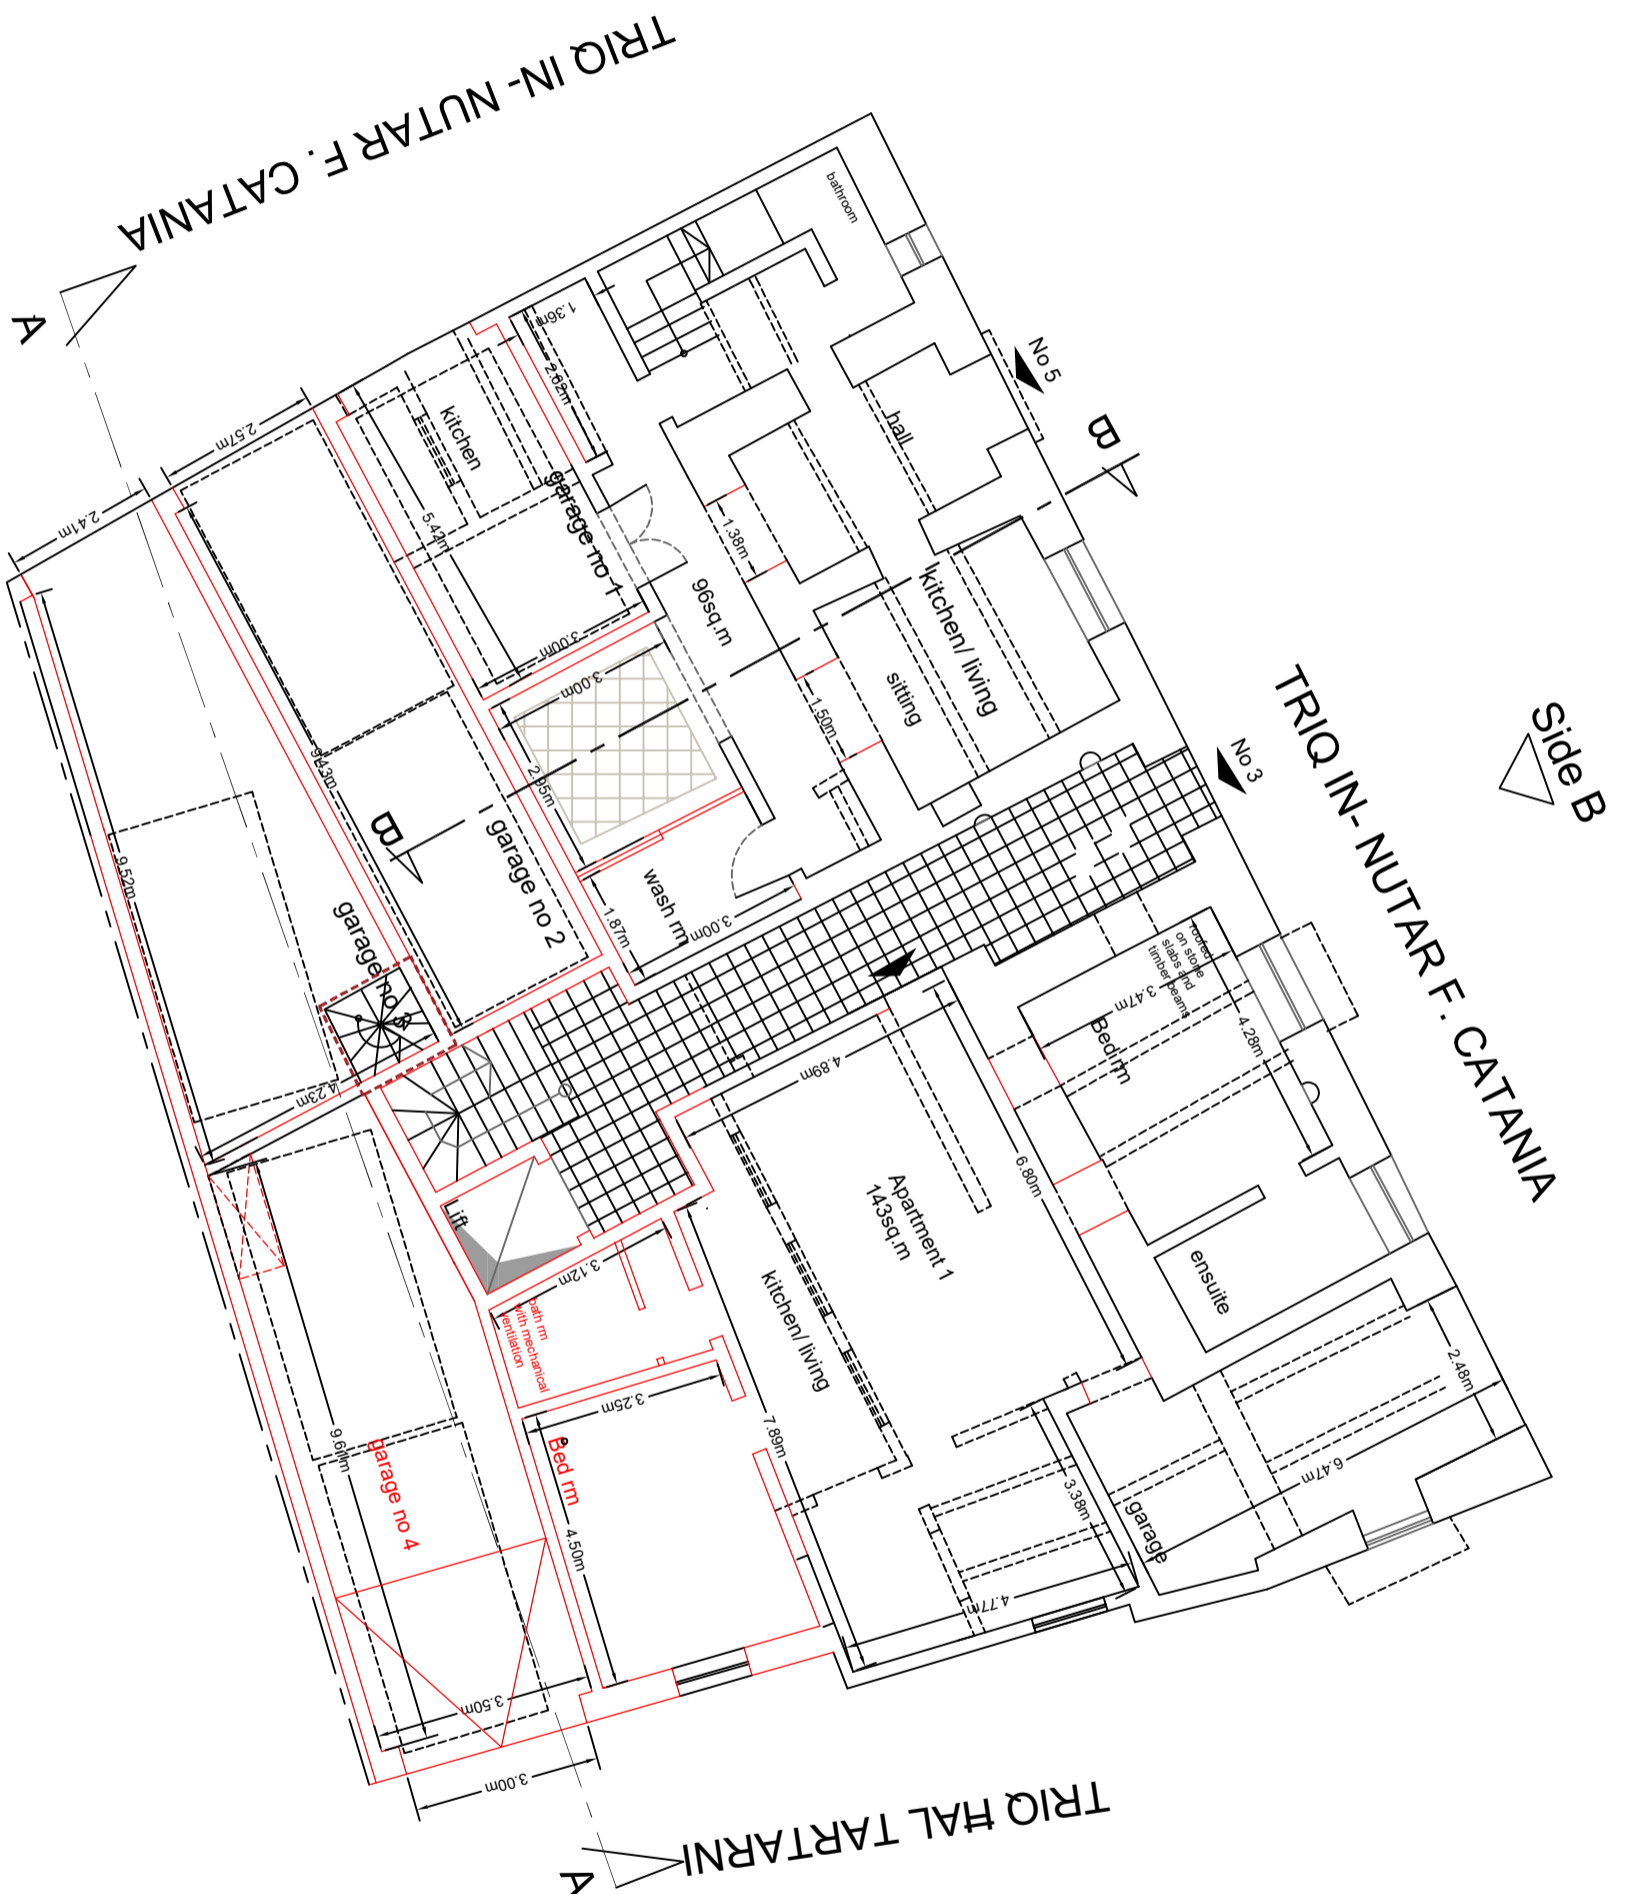 TRIQ IN- NUTAR F. CATANIA
A
bathroom
1.36m
2.62m
No 5
kitchen
2.57m
hall
B
2.41m
5.42m
garage no 1
1.38m
96sq.m
kitchen/ living
3.00m
3.00m
sitting
1.50m
TRIQ IN- NUTAR F. CATANIA
Side B
No 3
9.43m
2.95m
B
garage no 2
9.52m
wash rm
1.87m
3.00m
garage no 3
roofed
on stone
slabs and
timber beams
3.47m
Bedrm
4.28m
4.89m
4.23m
6.80m
Apartment 1
143sq.m
Lift
3.12m
ensuite
kitchen/ living
bath rm
with mechanical
ventilation
2.48m
3.25m
7.89m
9.61m
garage no 4
Bed rm
6.47m
3.38m
garage
4.50m
4.77m
3.50m
3.00m
TRIQ ĦAL TARTARNI
A